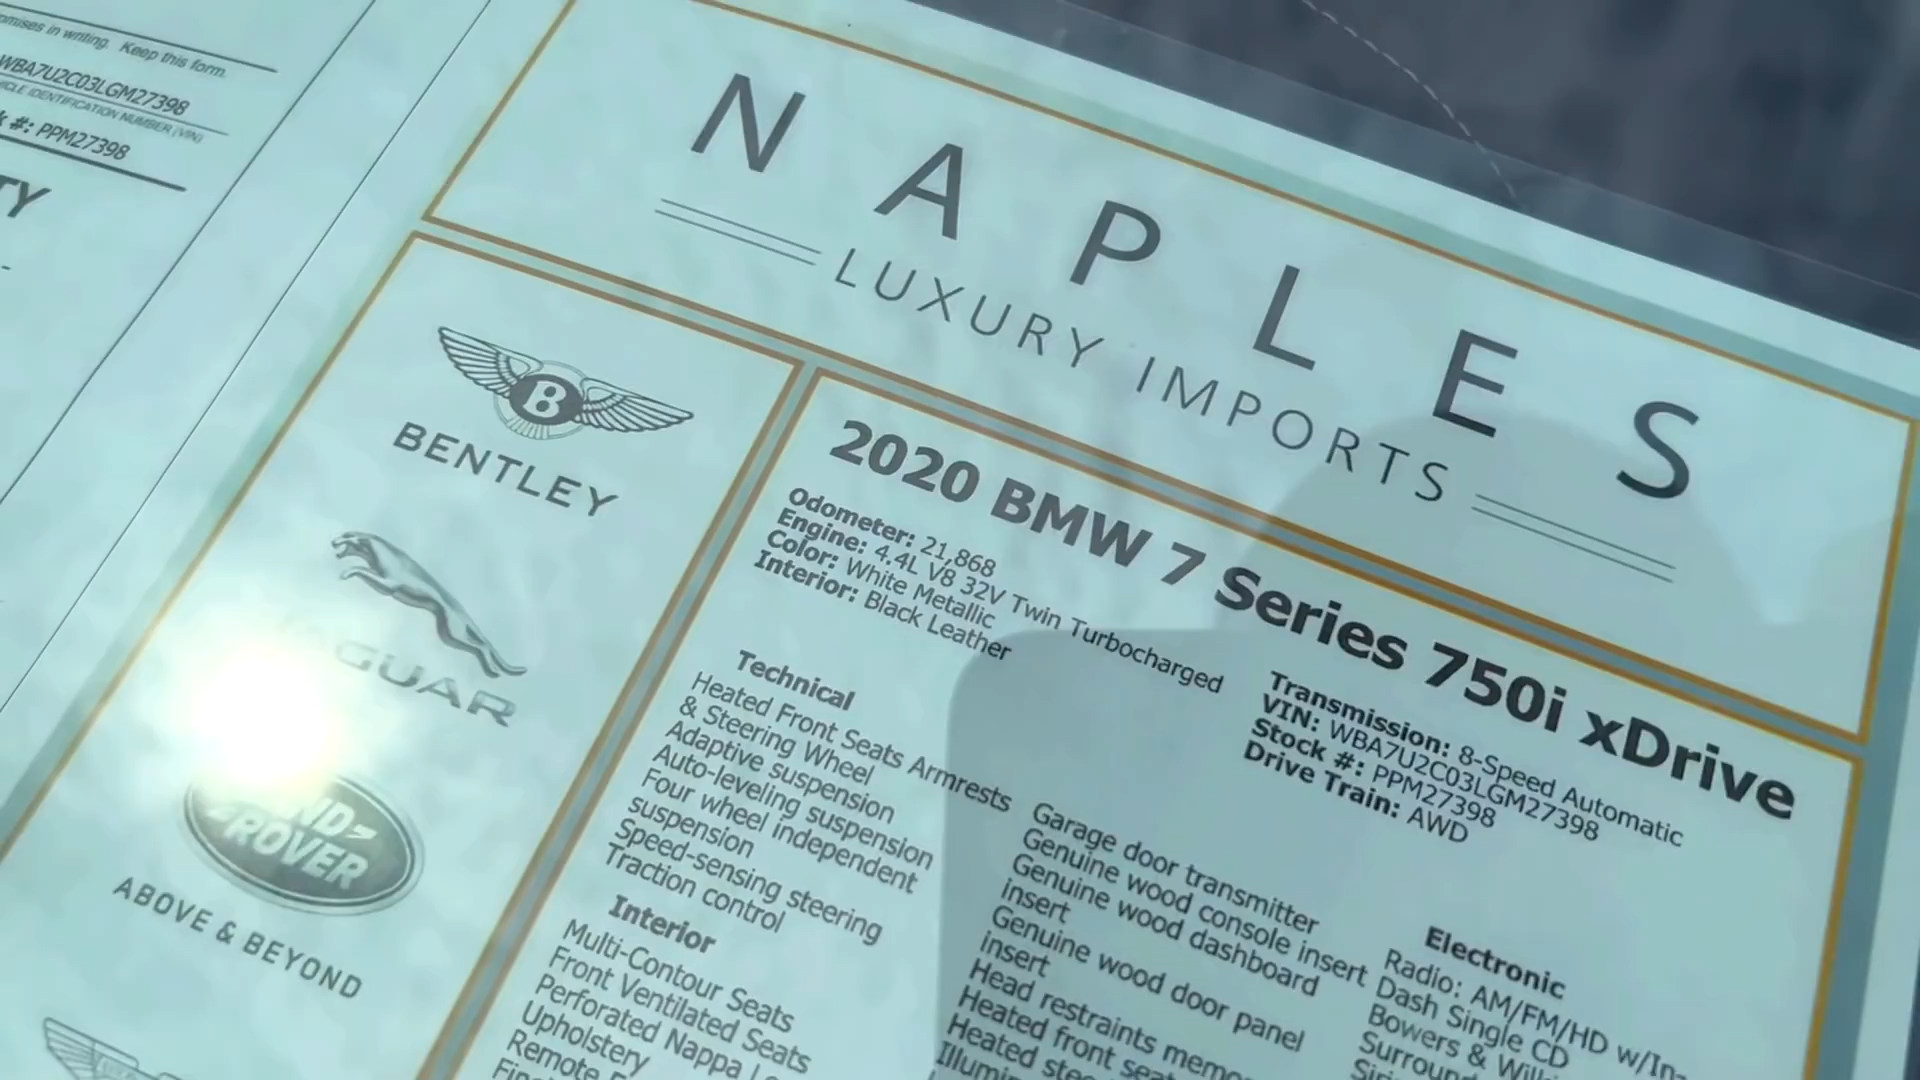 in writing. Keep this form.
WBA7U2C03LGM27398
IDENTIFICATION NUMBER (VIN)
#: PPM27398
TY
NAPLES
LUXURY IMPORTS
B
BENTLEY
JAGUAR
ROVER
ABOVE & BEYOND
2020 BMW 7 Series 750i xDrive
Odometer: 21,868
Engine: 4.4L V8 32V Twin Turbocharged
Color: White Metallic
Interior: Black Leather
Transmission: 8-Speed Automatic
VIN: WBA7U2C03LGM27398
Stock #: PPM27398
Drive Train: AWD
Technical
Heated Front Seats Armrests
& Steering Wheel
Adaptive suspension
Auto-leveling suspension
Four wheel independent
suspension
Speed-sensing steering
Traction control
Interior
Multi-Contour Seats
Front Ventilated Seats
Perforated Nappa
Upholstery
Remote
Garage door transmitter
Genuine wood console insert
Genuine wood dashboard
insert
Genuine wood door panel
insert
Head restraints
Heated front
Heated
Electronic
Radio: AM/FM/HD w/In-
Dash Single CD
Bowers &